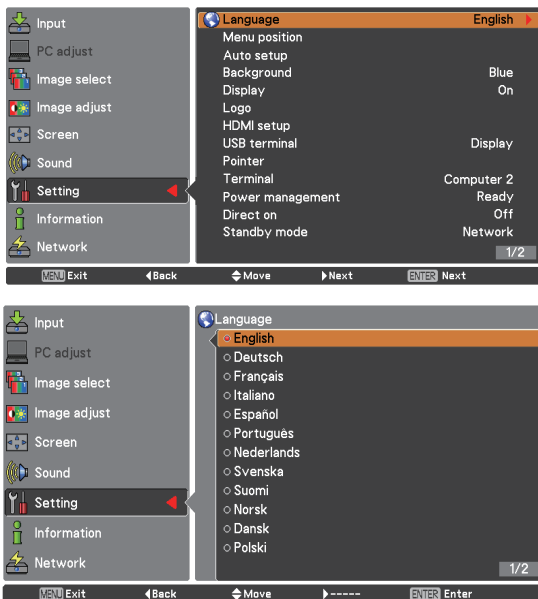 Input
PC adjust
Image select
Image adjust
Screen
Sound
Setting
Information
Network
Language English
Menu position
Auto setup
Background Blue
Display On
Logo
HDMI setup
USB terminal Display
Pointer
Terminal Computer 2
Power management Ready
Direct on Off
Standby mode Network
1/2
MENU Exit Back Move Next ENTER Next
Input
PC adjust
Image select
Image adjust
Screen
Sound
Setting
Information
Network
Language
English
Deutsch
Français
Italiano
Español
Português
Nederlands
Svenska
Suomi
Norsk
Dansk
Polski
1/2
MENU Exit Back Move ----- ENTER Enter